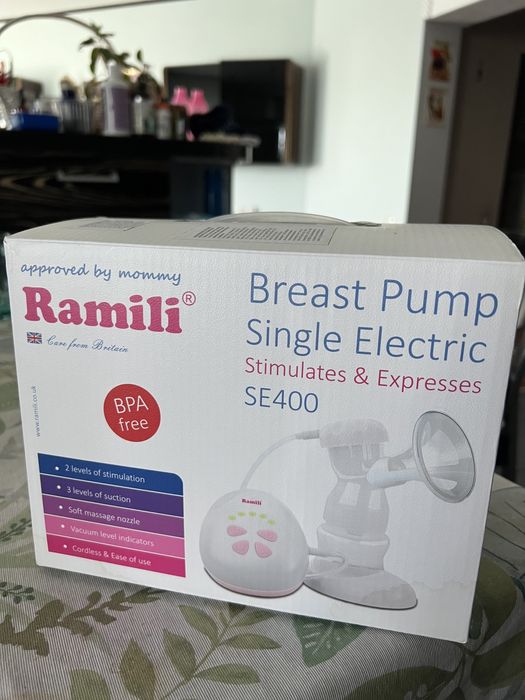 approved by mommy
Ramili®
Care from Britain
www.ramili.co.uk
BPA
free
• 2 levels of stimulation
• 3 levels of suction
• Soft massage nozzle
• Vacuum level indicators
• Cordless & Ease of use
Breast Pump
Single Electric
Stimulates & Expresses
SE400
Ramili